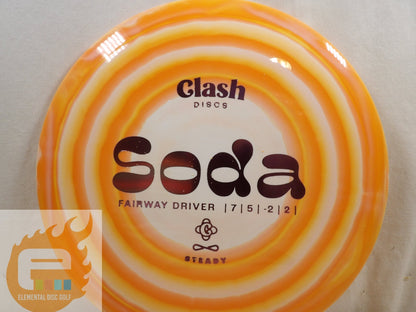 Clash
DISCS
Soda
FAIRWAY DRIVER | 7 | 5 | -2 | 2 |
STEADY
ELEMENTAL DISC GOLF